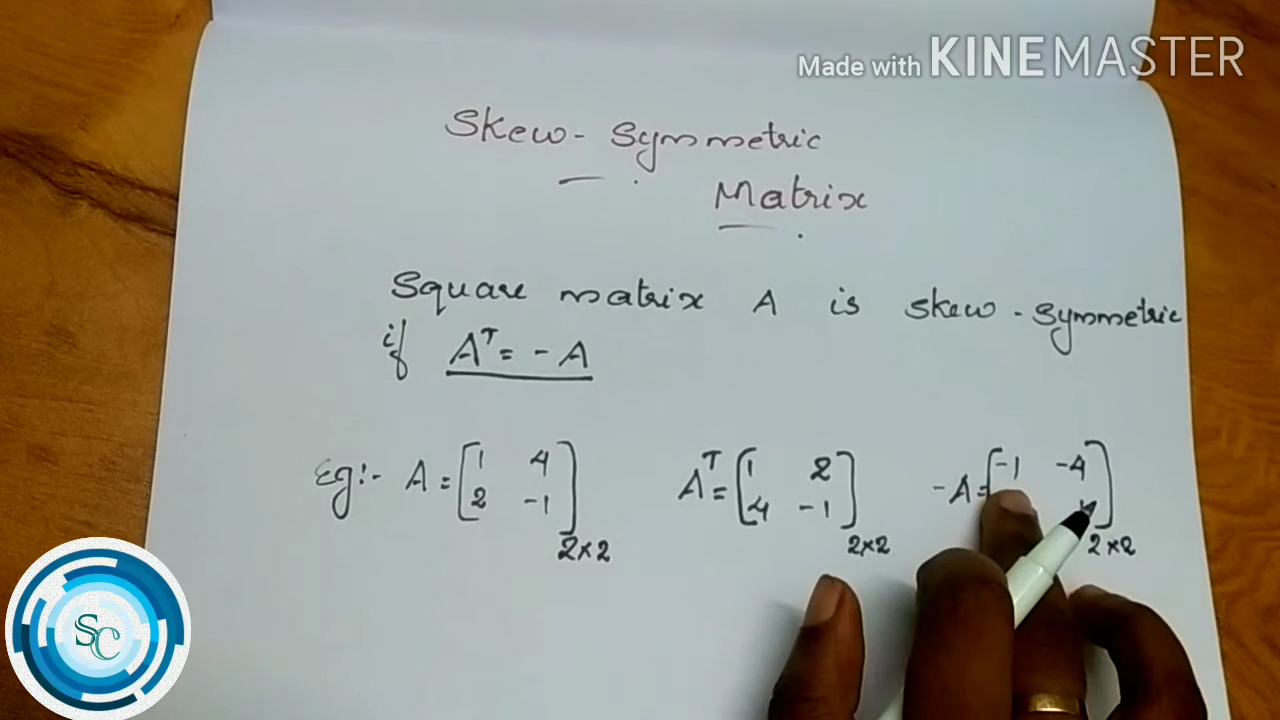 Made with KINEMASTER
Skew-Symmetric
Matrix
Square matrix A is skew-symmetric
if Aᵀ = -A
Eg:- A = [1 4
2 -1] 2×2
Aᵀ = [1 2
4 -1] 2×2
-A = [-1 -4
] 2×2
SC